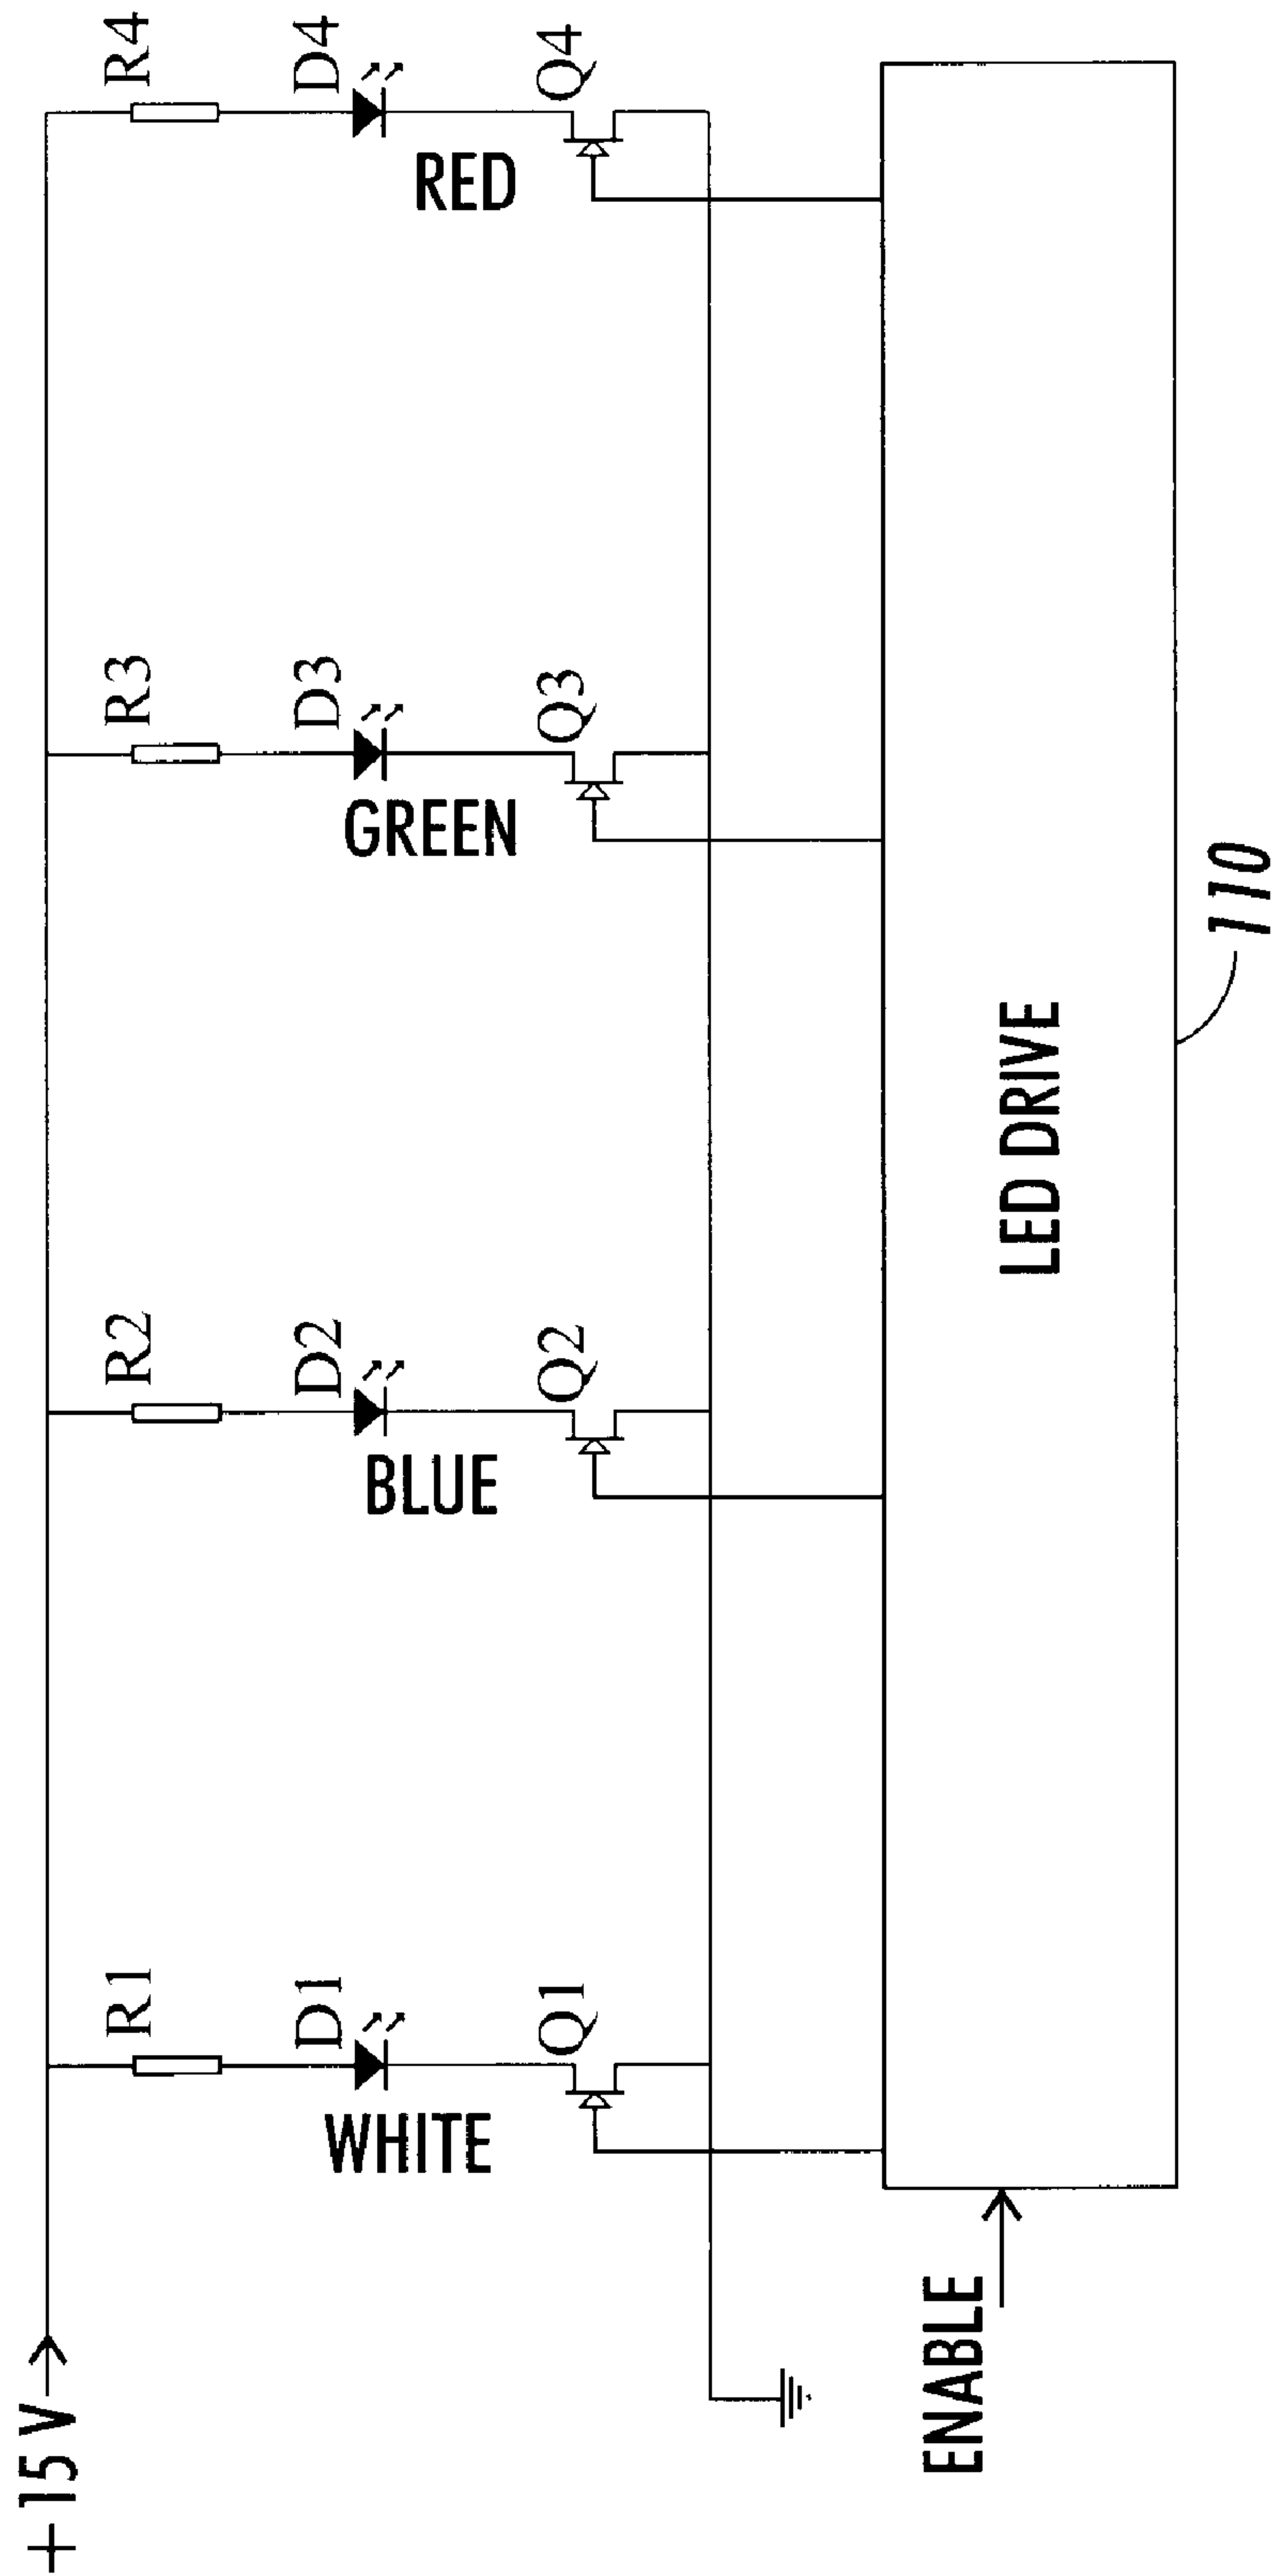 +15 V
R1
R2
R3
R4
D1
D2
D3
D4
WHITE
BLUE
GREEN
RED
Q1
Q2
Q3
Q4
ENABLE
LED DRIVE
110